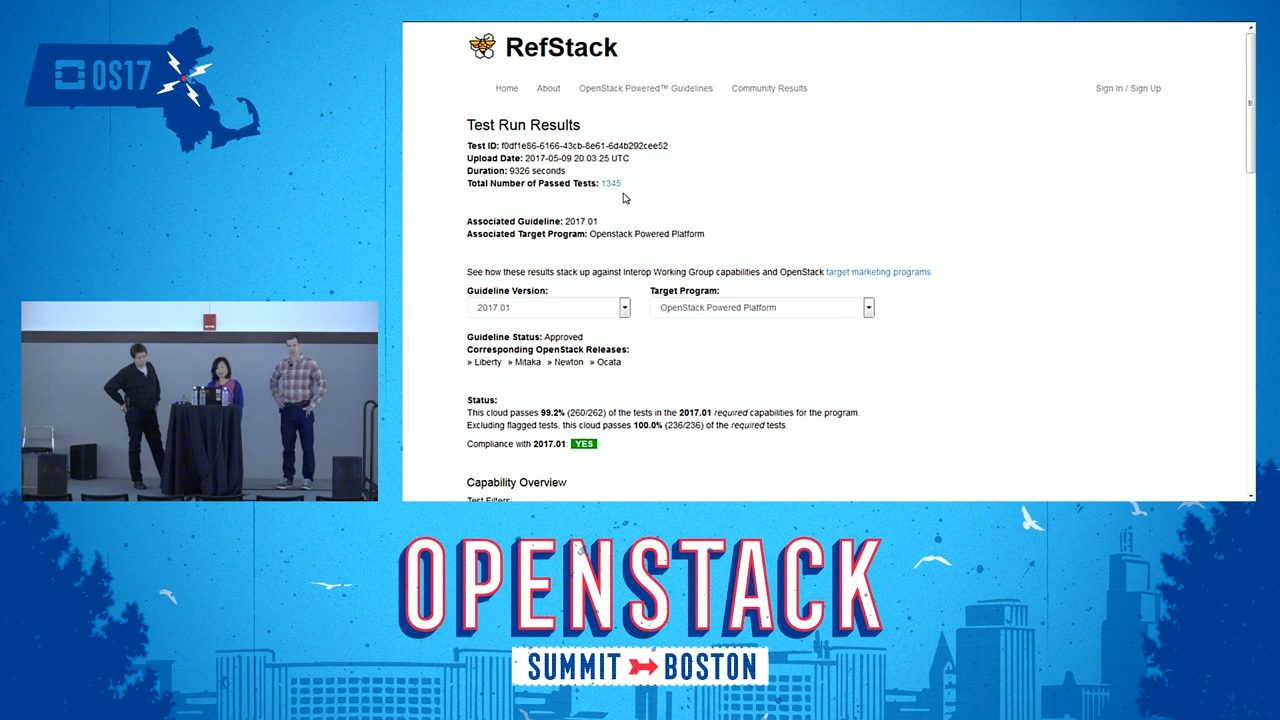 OS17
RefStack
Home About OpenStack Powered™ Guidelines Community Results Sign In / Sign Up
Test Run Results
Test ID: f0df1e86-6166-43cb-8e61-6d4b292cee52
Upload Date: 2017-05-09 20:03:25 UTC
Duration: 9326 seconds
Total Number of Passed Tests: 1345
Associated Guideline: 2017.01
Associated Target Program: Openstack Powered Platform
See how these results stack up against Interop Working Group capabilities and OpenStack target marketing programs.
Guideline Version: Target Program:
2017.01 OpenStack Powered Platform
Guideline Status: Approved
Corresponding OpenStack Releases:
» Liberty » Mitaka » Newton » Ocata
Status:
This cloud passes 99.2% (260/262) of the tests in the 2017.01 required capabilities for the program.
Excluding flagged tests, this cloud passes 100.0% (236/236) of the required tests.
Compliance with 2017.01: YES
Capability Overview
Test Filters:
OPENSTACK
SUMMIT BOSTON